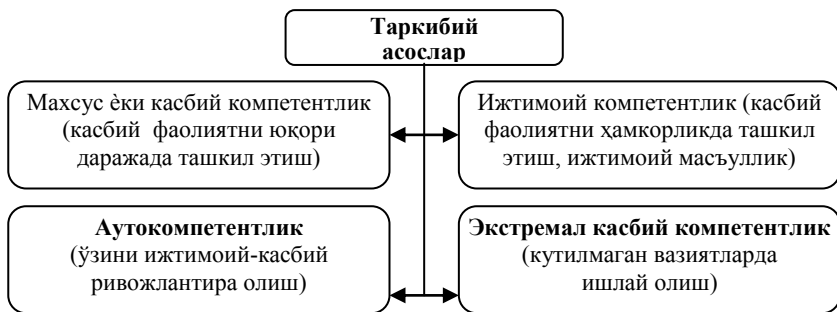 Таркибий
асослар
Махсус ѐки касбий компетентлик
(касбий фаолиятни юқори
даражада ташкил этиш)
Ижтимоий компетентлик (касбий
фаолиятни ҳамкорликда ташкил
этиш, ижтимоий масъуллик)
Аутокомпетентлик
(ўзини ижтимоий-касбий
ривожлантира олиш)
Экстремал касбий компетентлик
(кутилмаган вазиятларда
ишлай олиш)